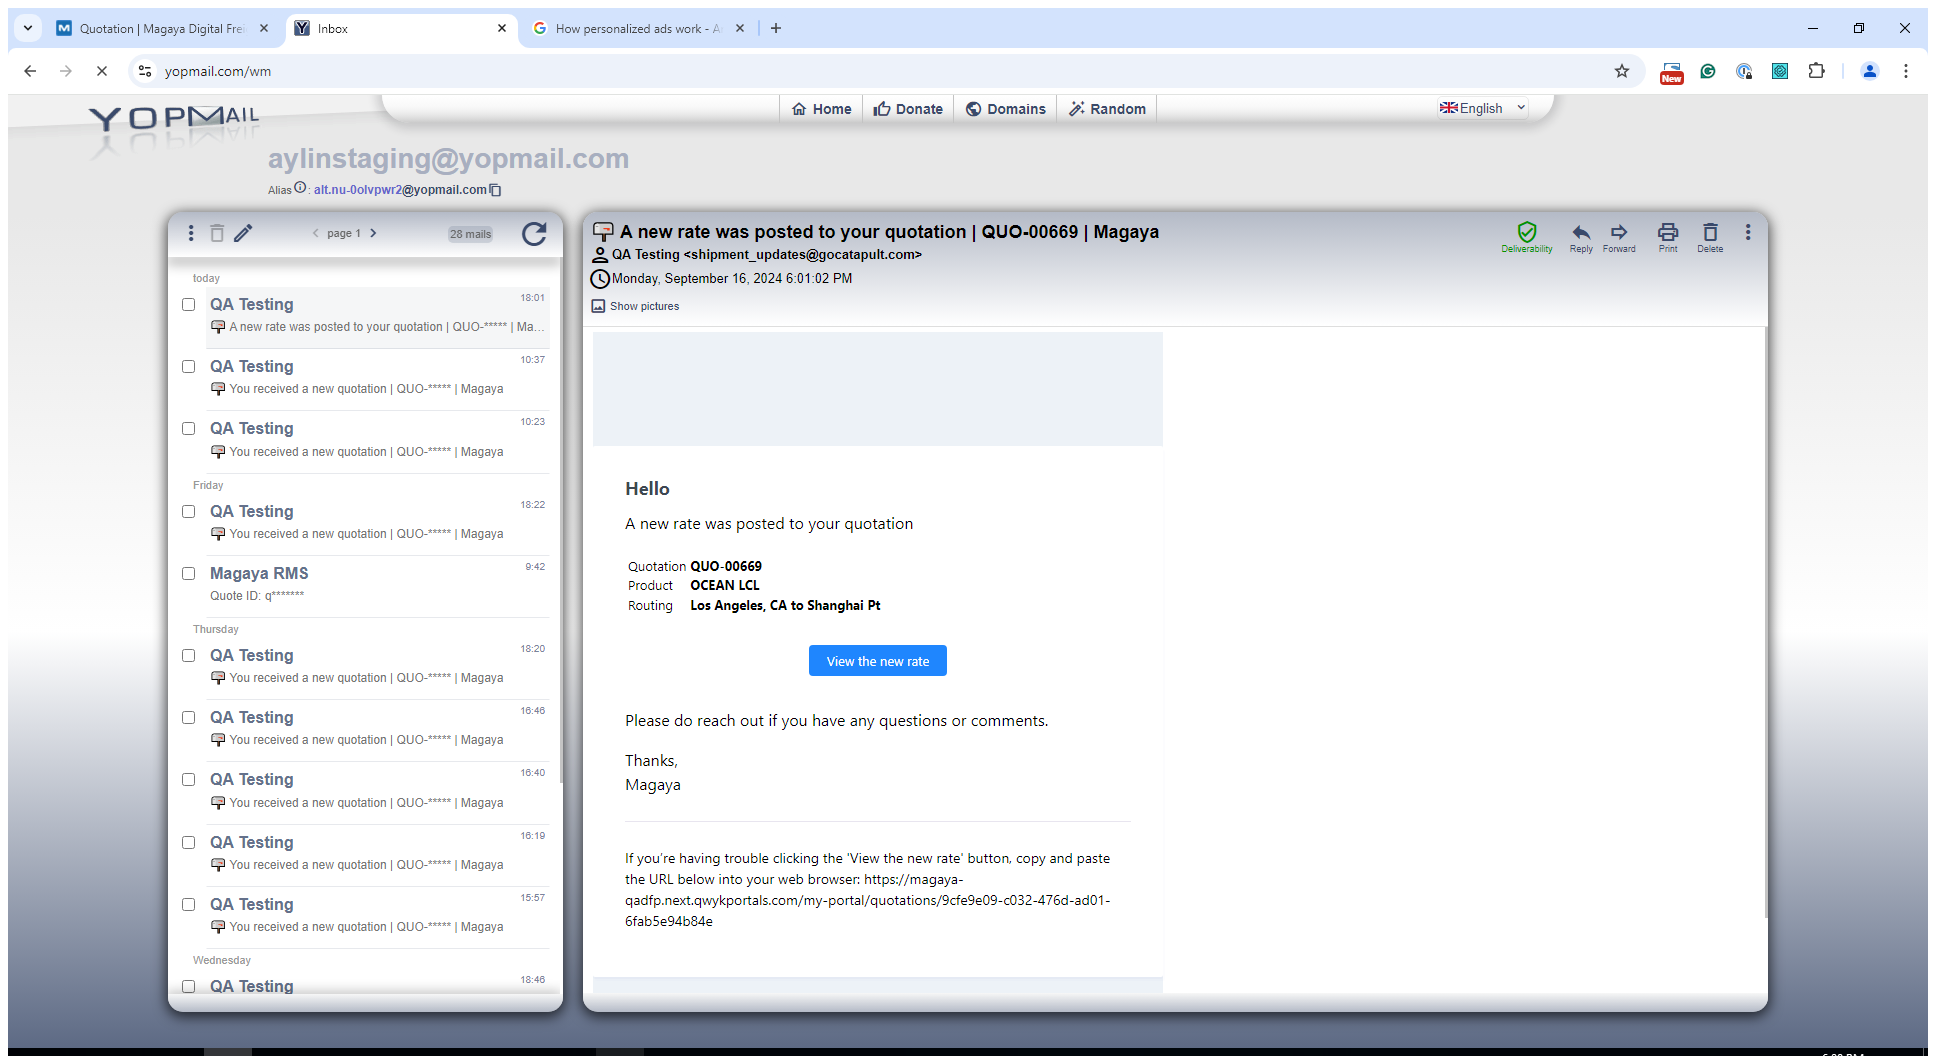 Quotation | Magaya Digital Frei
Inbox
How personalized ads work - A
yopmail.com/wm
New
YOPMAIL
Home
Donate
Domains
Random
English
aylinstaging@yopmail.com
Alias : alt.nu-0olvpwr2@yopmail.com
page 1
28 mails
today
QA Testing 18:01
A new rate was posted to your quotation | QUO-***** | Ma...
QA Testing 10:37
You received a new quotation | QUO-***** | Magaya
QA Testing 10:23
You received a new quotation | QUO-***** | Magaya
Friday
QA Testing 18:22
You received a new quotation | QUO-***** | Magaya
Magaya RMS 9:42
Quote ID: q*******
Thursday
QA Testing 18:20
You received a new quotation | QUO-***** | Magaya
QA Testing 16:46
You received a new quotation | QUO-***** | Magaya
QA Testing 16:40
You received a new quotation | QUO-***** | Magaya
QA Testing 16:19
You received a new quotation | QUO-***** | Magaya
QA Testing 15:57
You received a new quotation | QUO-***** | Magaya
Wednesday
QA Testing 18:46
A new rate was posted to your quotation | QUO-00669 | Magaya
QA Testing <shipment_updates@gocatapult.com>
Monday, September 16, 2024 6:01:02 PM
Show pictures
Deliverability
Reply
Forward
Print
Delete
Hello
A new rate was posted to your quotation
Quotation QUO-00669
Product OCEAN LCL
Routing Los Angeles, CA to Shanghai Pt
View the new rate
Please do reach out if you have any questions or comments.
Thanks,
Magaya
If you're having trouble clicking the 'View the new rate' button, copy and paste
the URL below into your web browser: https://magaya-
qadfp.next.qwykportals.com/my-portal/quotations/9cfe9e09-c032-476d-ad01-
6fab5e94b84e